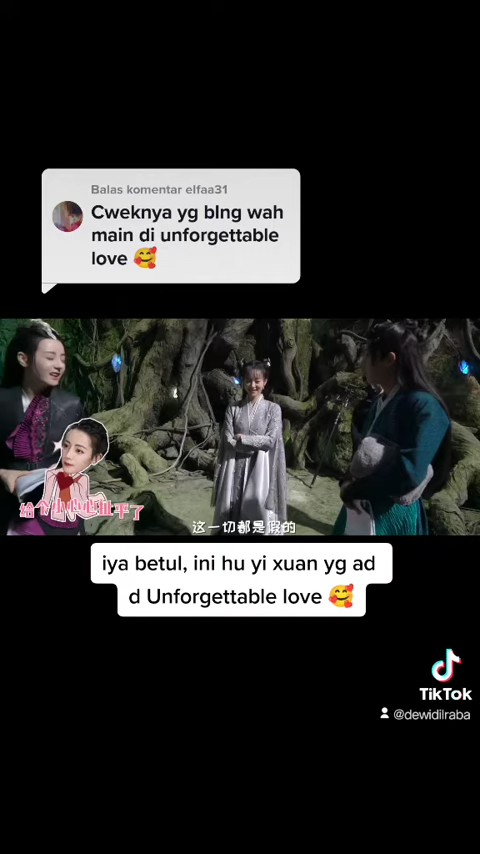 Balas komentar elfaa31
Cweknya yg blng wah
main di unforgettable
love 🥰
这一切都是假的
iya betul, ini hu yi xuan yg ad
d Unforgettable love 🥰
TikTok
@dewidilraba